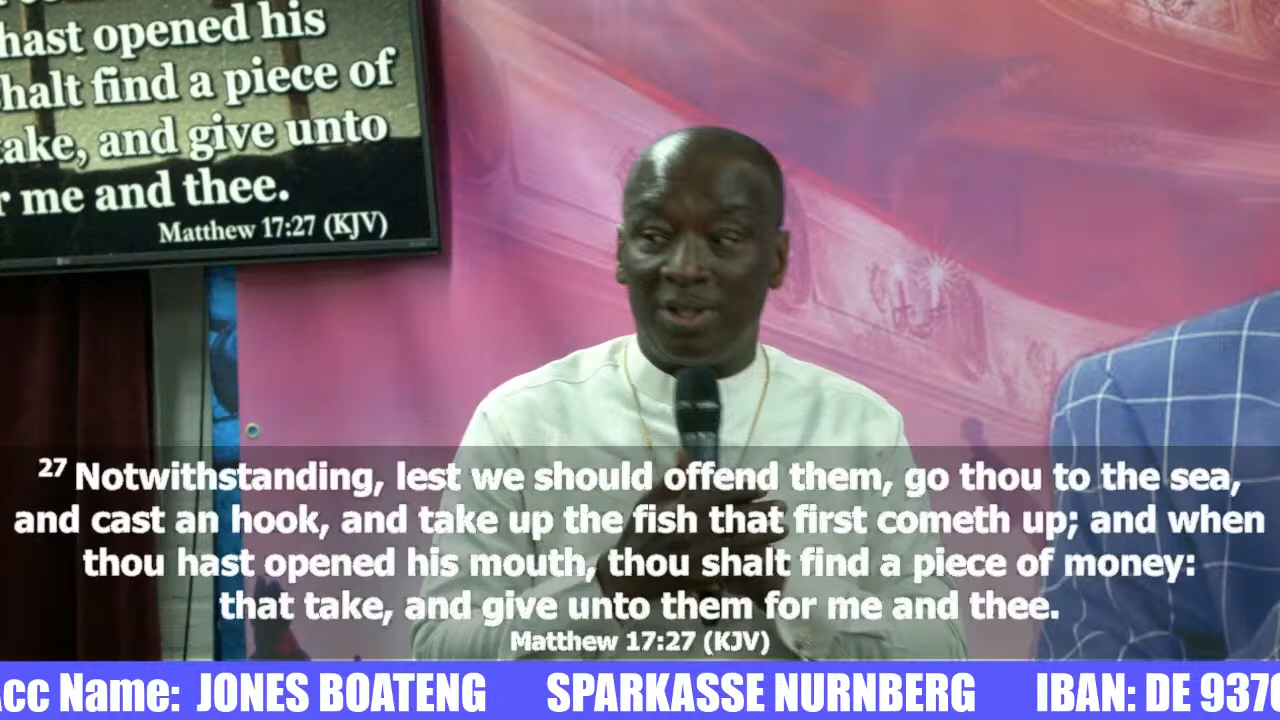 hast opened his
halt find a piece of
take, and give unto
r me and thee.
Matthew 17:27 (KJV)
27 Notwithstanding, lest we should offend them, go thou to the sea,
and cast an hook, and take up the fish that first cometh up; and when
thou hast opened his mouth, thou shalt find a piece of money:
that take, and give unto them for me and thee.
Matthew 17:27 (KJV)
Acc Name: JONES BOATENG SPARKASSE NURNBERG IBAN: DE 9376